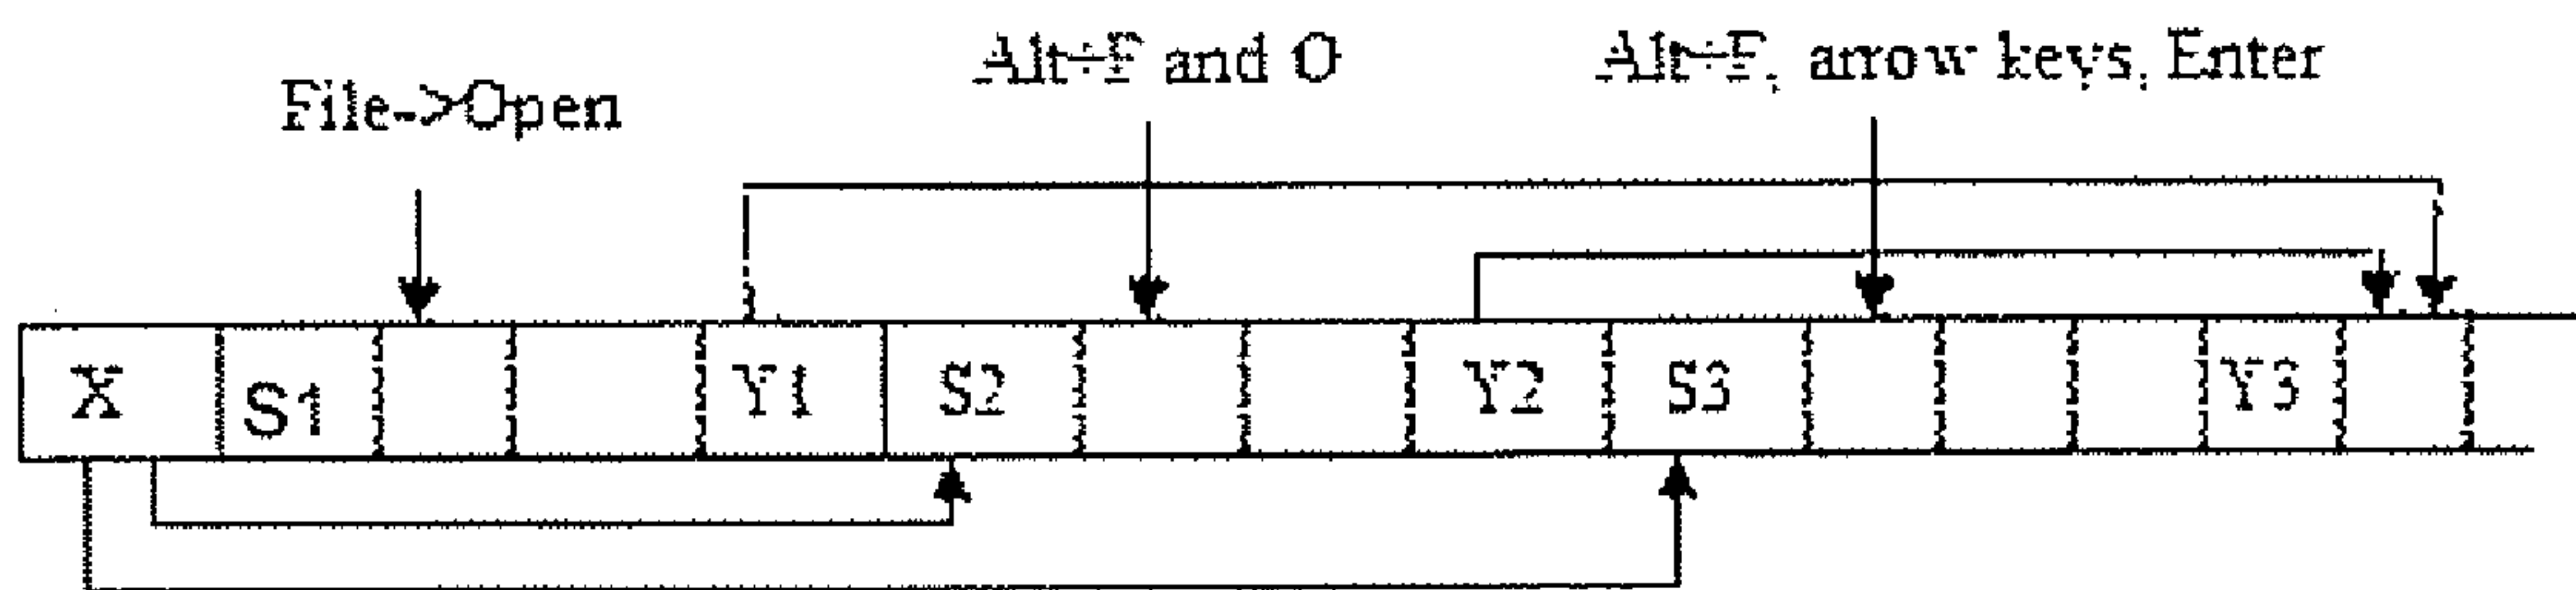 File->Open
Alt+F and O
Alt+F, arrow keys, Enter
X S1 Y1 S2 Y2 S3 Y3